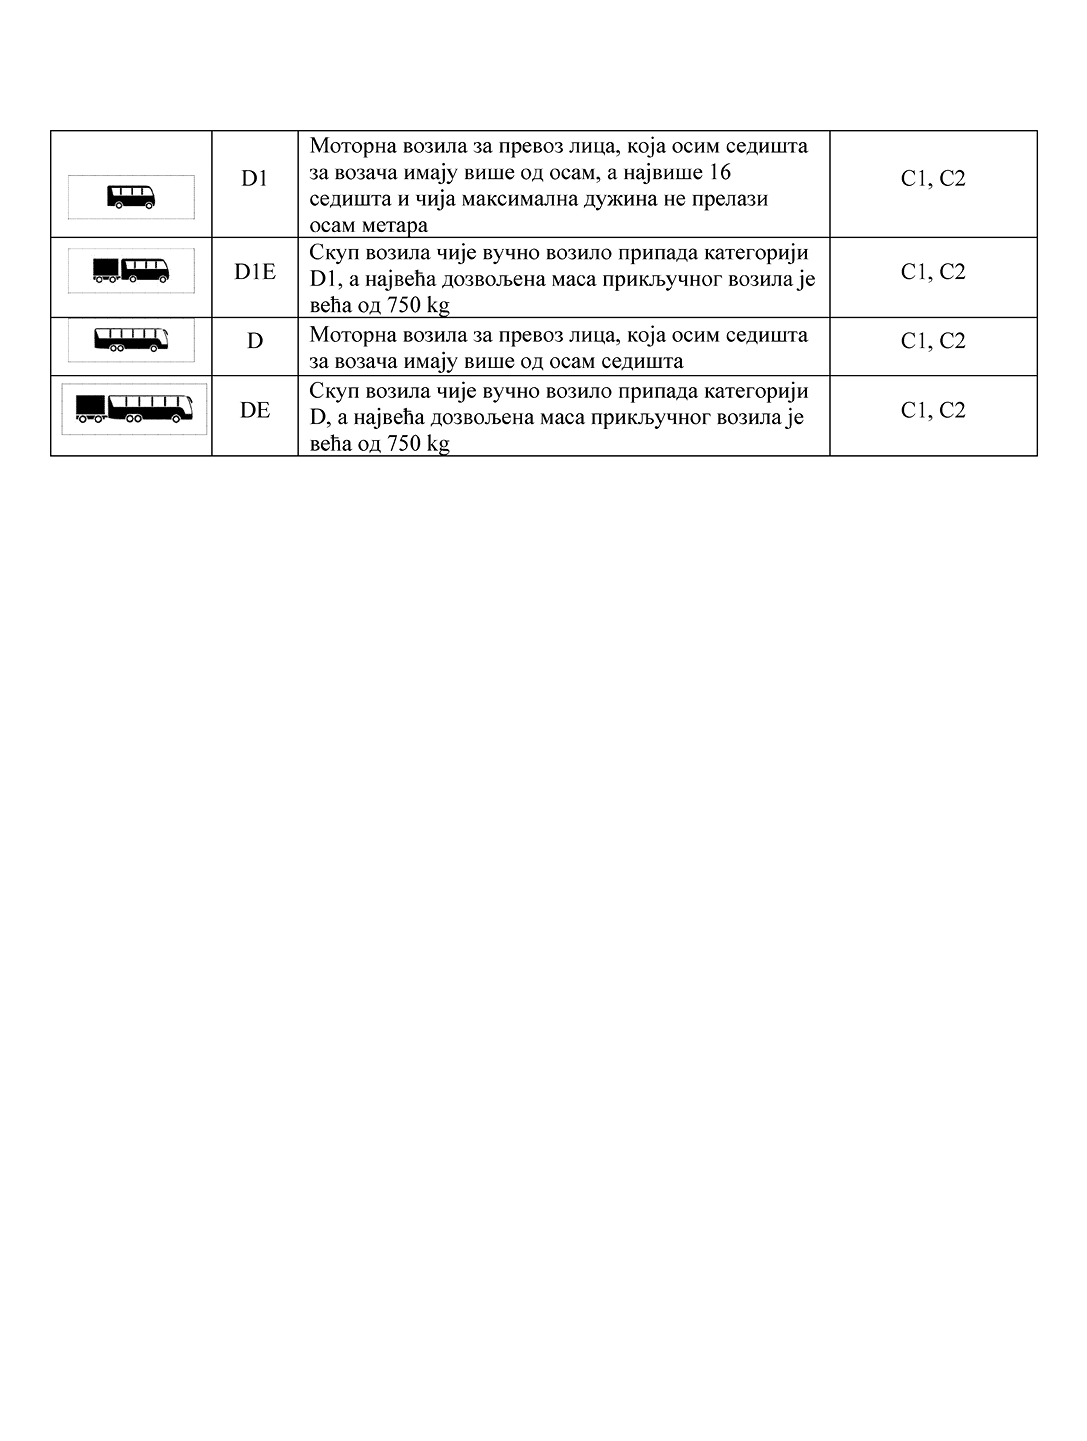 D1
Моторна возила за превоз лица, која осим седишта
за возача имају више од осам, а највише 16
седишта и чија максимална дужина не прелази
осам метара
C1, C2
D1E
Скуп возила чије вучно возило припада категорији
D1, а највећа дозвољена маса прикључног возила је
већа од 750 kg
C1, C2
D
Моторна возила за превоз лица, која осим седишта
за возача имају више од осам седишта
C1, C2
DE
Скуп возила чије вучно возило припада категорији
D, а највећа дозвољена маса прикључног возила је
већа од 750 kg
C1, C2